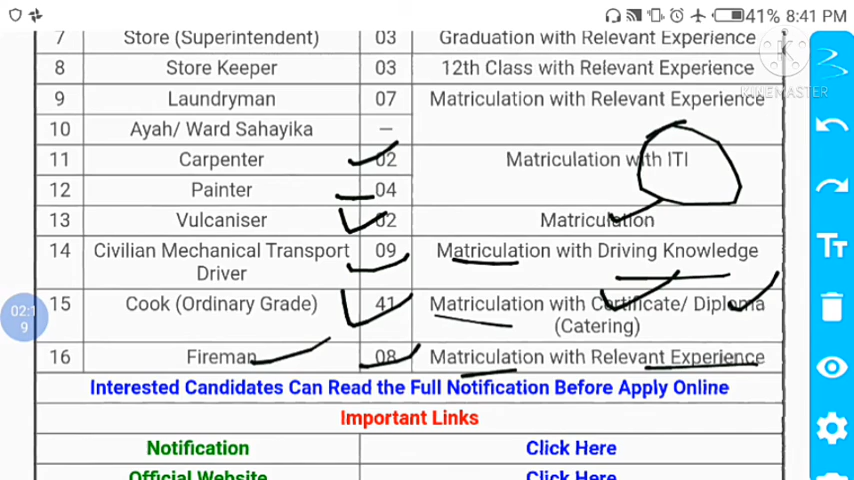 41% 8:41 PM
7 Store (Superintendent) 03 Graduation with Relevant Experience
8 Store Keeper 03 12th Class with Relevant Experience
KINEMASTER
9 Laundryman 07 Matriculation with Relevant Experience
10 Ayah/ Ward Sahayika —
11 Carpenter 02 Matriculation with ITI
12 Painter 04
13 Vulcaniser 02 Matriculation
14 Civilian Mechanical Transport 09 Matriculation with Driving Knowledge
Driver
15 Cook (Ordinary Grade) 41 Matriculation with Certificate/ Diploma
(Catering)
02:1
9
16 Fireman 08 Matriculation with Relevant Experience
Interested Candidates Can Read the Full Notification Before Apply Online
Important Links
Notification Click Here
Official Website Click Here